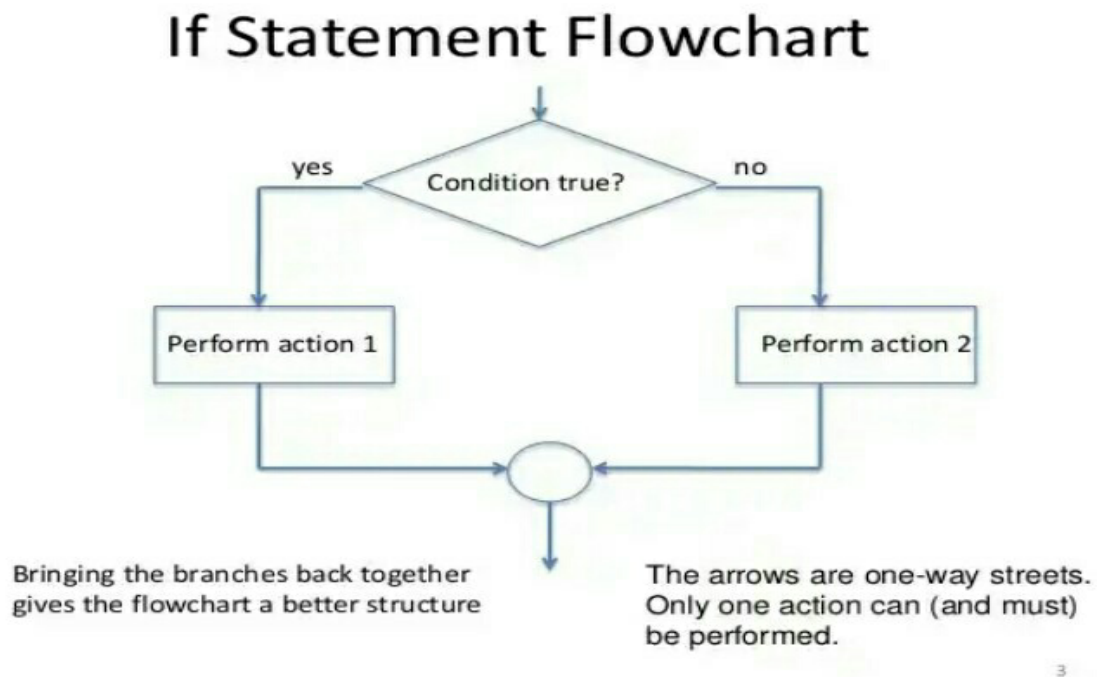 If Statement Flowchart
yes
Condition true?
no
Perform action 1
Perform action 2
Bringing the branches back together
gives the flowchart a better structure
The arrows are one-way streets.
Only one action can (and must)
be performed.
3